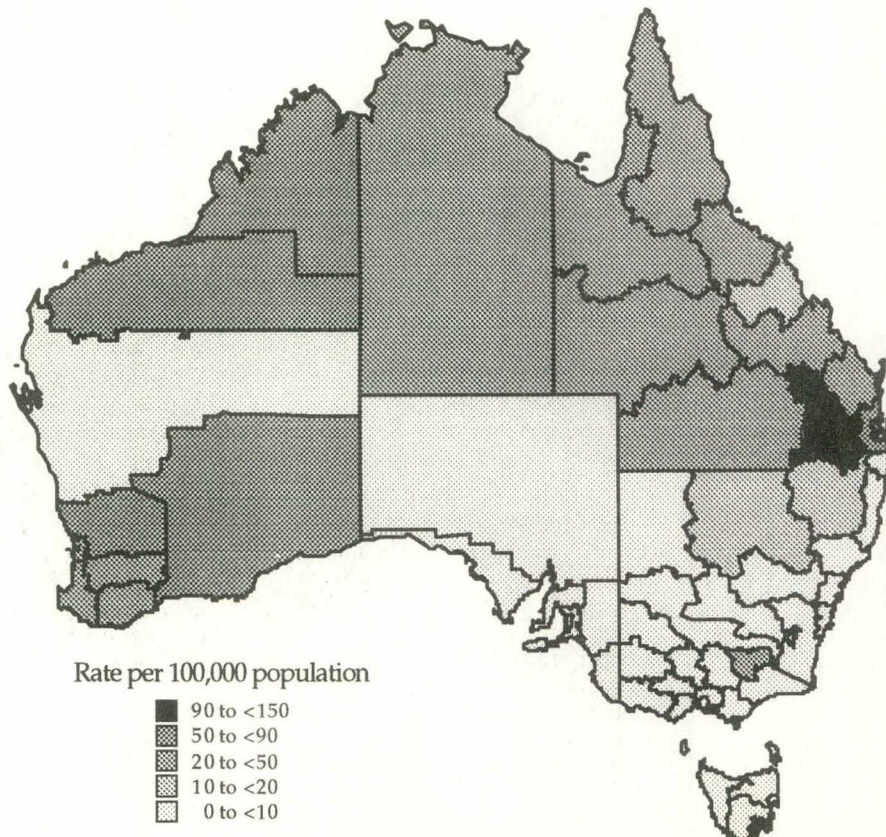 Rate per 100,000 population
90 to <150
50 to <90
20 to <50
10 to <20
0 to <10